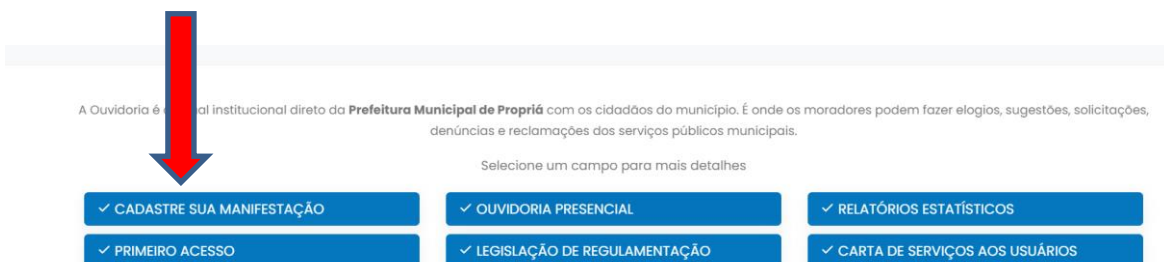 A Ouvidoria é al institucional direto da Prefeitura Municipal de Propriá com os cidadãos do município. É onde os moradores podem fazer elogios, sugestões, solicitações,
denúncias e reclamações dos serviços públicos municipais.
Selecione um campo para mais detalhes
✓ CADASTRE SUA MANIFESTAÇÃO
✓ OUVIDORIA PRESENCIAL
✓ RELATÓRIOS ESTATÍSTICOS
✓ PRIMEIRO ACESSO
✓ LEGISLAÇÃO DE REGULAMENTAÇÃO
✓ CARTA DE SERVIÇOS AOS USUÁRIOS